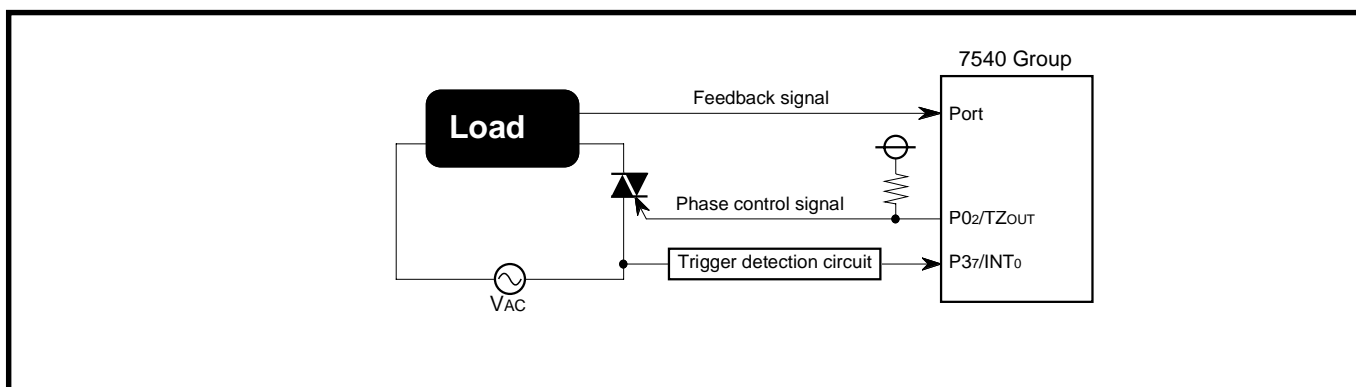 7540 Group
Feedback signal
Port
Load
Phase control signal
P02/TZOUT
Trigger detection circuit
P37/INT0
VAC